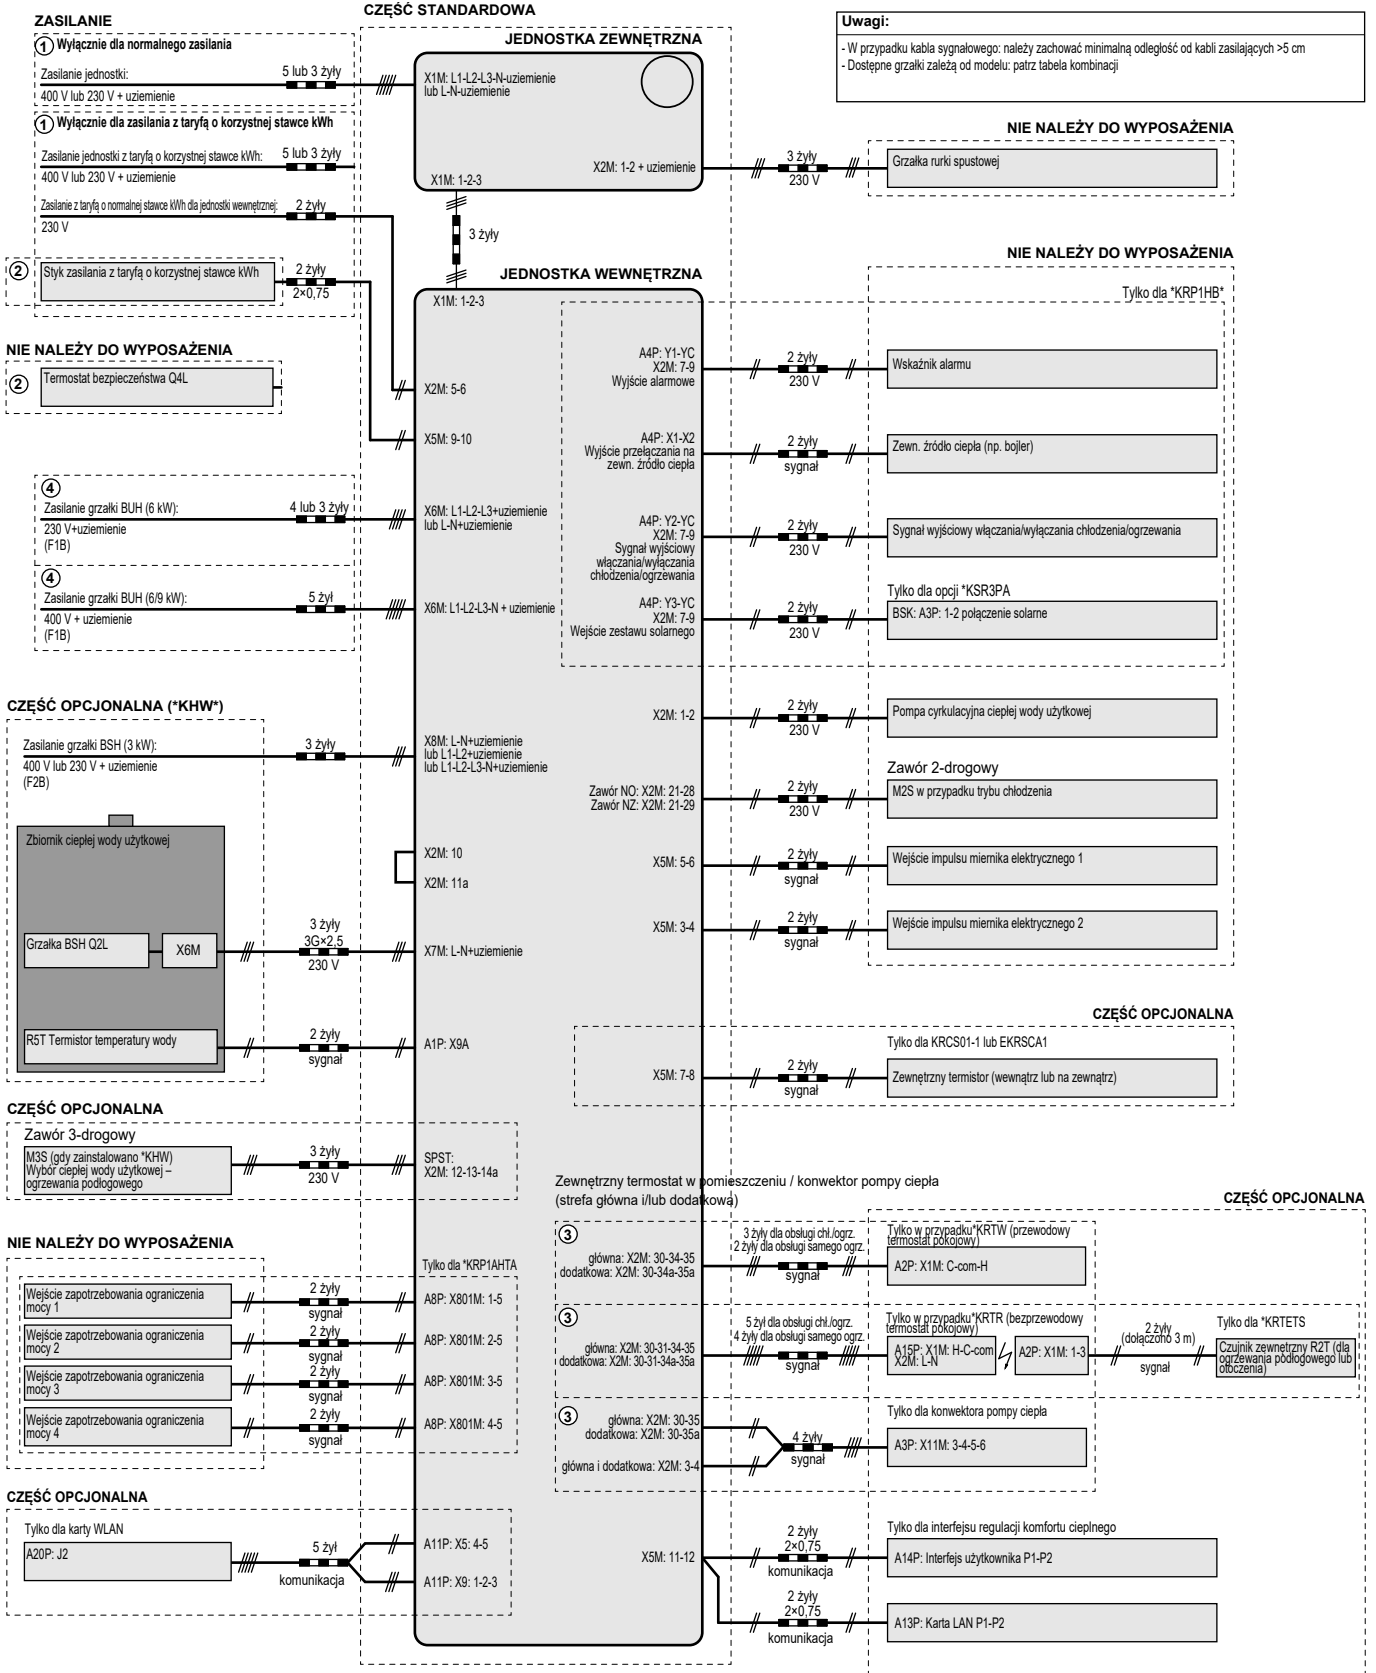 ZASILANIE
① Wyłącznie dla normalnego zasilania
Zasilanie jednostki:
5 lub 3 żyły
400 V lub 230 V + uziemienie
① Wyłącznie dla zasilania z taryfą o korzystnej stawce kWh
Zasilanie jednostki z taryfą o korzystnej stawce kWh:
5 lub 3 żyły
400 V lub 230 V + uziemienie
Zasilanie z taryfą o normalnej stawce kWh dla jednostki wewnętrznej:
2 żyły
230 V
②
Styk zasilania z taryfą o korzystnej stawce kWh
2 żyły
2×0,75
NIE NALEŻY DO WYPOSAŻENIA
②
Termostat bezpieczeństwa Q4L
④
Zasilanie grzałki BUH (6 kW):
4 lub 3 żyły
230 V+uziemienie
(F1B)
④
Zasilanie grzałki BUH (6/9 kW):
5 żył
400 V + uziemienie
(F1B)
CZĘŚĆ OPCJONALNA (*KHW*)
Zasilanie grzałki BSH (3 kW):
3 żyły
400 V lub 230 V + uziemienie
(F2B)
Zbiornik ciepłej wody użytkowej
Grzałka BSH Q2L
X6M
3 żyły
3G×2,5
230 V
R5T Termistor temperatury wody
2 żyły
sygnał
CZĘŚĆ OPCJONALNA
Zawór 3-drogowy
M3S (gdy zainstalowano *KHW)
Wybór ciepłej wody użytkowej –
ogrzewania podłogowego
3 żyły
230 V
NIE NALEŻY DO WYPOSAŻENIA
Wejście zapotrzebowania ograniczenia
mocy 1
2 żyły
sygnał
Wejście zapotrzebowania ograniczenia
mocy 2
2 żyły
sygnał
Wejście zapotrzebowania ograniczenia
mocy 3
2 żyły
sygnał
Wejście zapotrzebowania ograniczenia
mocy 4
2 żyły
sygnał
CZĘŚĆ OPCJONALNA
Tylko dla karty WLAN
A20P: J2
5 żył
komunikacja
CZĘŚĆ STANDARDOWA
JEDNOSTKA ZEWNĘTRZNA
X1M: L1-L2-L3-N-uziemienie
lub L-N-uziemienie
X2M: 1-2 + uziemienie
X1M: 1-2-3
3 żyły
JEDNOSTKA WEWNĘTRZNA
X1M: 1-2-3
X2M: 5-6
X5M: 9-10
X6M: L1-L2-L3+uziemienie
lub L-N+uziemienie
X6M: L1-L2-L3-N + uziemienie
X8M: L-N+uziemienie
lub L1-L2+uziemienie
lub L1-L2-L3-N+uziemienie
X2M: 10
X2M: 11a
X7M: L-N+uziemienie
A1P: X9A
SPST:
X2M: 12-13-14a
Tylko dla *KRP1AHTA
A8P: X801M: 1-5
A8P: X801M: 2-5
A8P: X801M: 3-5
A8P: X801M: 4-5
A11P: X5: 4-5
A11P: X9: 1-2-3
Uwagi:
- W przypadku kabla sygnałowego: należy zachować minimalną odległość od kabli zasilających >5 cm
- Dostępne grzałki zależą od modelu: patrz tabela kombinacji
NIE NALEŻY DO WYPOSAŻENIA
3 żyły
230 V
Grzałka rurki spustowej
NIE NALEŻY DO WYPOSAŻENIA
Tylko dla *KRP1HB*
A4P: Y1-YC
X2M: 7-9
Wyjście alarmowe
2 żyły
230 V
Wskaźnik alarmu
A4P: X1-X2
Wyjście przełączania na
zewn. źródło ciepła
2 żyły
sygnał
Zewn. źródło ciepła (np. bojler)
A4P: Y2-YC
X2M: 7-9
Sygnał wyjściowy
włączania/wyłączania
chłodzenia/ogrzewania
2 żyły
230 V
Sygnał wyjściowy włączania/wyłączania chłodzenia/ogrzewania
Tylko dla opcji *KSR3PA
A4P: Y3-YC
X2M: 7-9
Wejście zestawu solarnego
2 żyły
230 V
BSK: A3P: 1-2 połączenie solarne
X2M: 1-2
2 żyły
230 V
Pompa cyrkulacyjna ciepłej wody użytkowej
Zawór 2-drogowy
Zawór NO: X2M: 21-28
Zawór NZ: X2M: 21-29
2 żyły
230 V
M2S w przypadku trybu chłodzenia
X5M: 5-6
2 żyły
sygnał
Wejście impulsu miernika elektrycznego 1
X5M: 3-4
2 żyły
sygnał
Wejście impulsu miernika elektrycznego 2
CZĘŚĆ OPCJONALNA
Tylko dla KRCS01-1 lub EKRSCA1
X5M: 7-8
2 żyły
sygnał
Zewnętrzny termistor (wewnątrz lub na zewnątrz)
Zewnętrzny termostat w pomieszczeniu / konwektor pompy ciepła
(strefa główna i/lub dodatkowa)
CZĘŚĆ OPCJONALNA
③
główna: X2M: 30-34-35
dodatkowa: X2M: 30-34a-35a
3 żyły dla obsługi chł./ogrz.
2 żyły dla obsługi samego ogrz.
sygnał
Tylko w przypadku*KRTW (przewodowy
termostat pokojowy)
A2P: X1M: C-com-H
③
główna: X2M: 30-31-34-35
dodatkowa: X2M: 30-31-34a-35a
5 żył dla obsługi chł./ogrz.
4 żyły dla obsługi samego ogrz.
sygnał
Tylko w przypadku*KRTR (bezprzewodowy
termostat pokojowy)
A15P: X1M: H-C-com
X2M: L-N
A2P: X1M: 1-3
2 żyły
(dołączono 3 m)
sygnał
Tylko dla *KRTETS
Czujnik zewnętrzny R2T (dla
ogrzewania podłogowego lub
otoczenia)
③
główna: X2M: 30-35
dodatkowa: X2M: 30-35a
główna i dodatkowa: X2M: 3-4
4 żyły
sygnał
Tylko dla konwektora pompy ciepła
A3P: X11M: 3-4-5-6
X5M: 11-12
2 żyły
2×0,75
komunikacja
Tylko dla interfejsu regulacji komfortu cieplnego
A14P: Interfejs użytkownika P1-P2
2 żyły
2×0,75
komunikacja
A13P: Karta LAN P1-P2